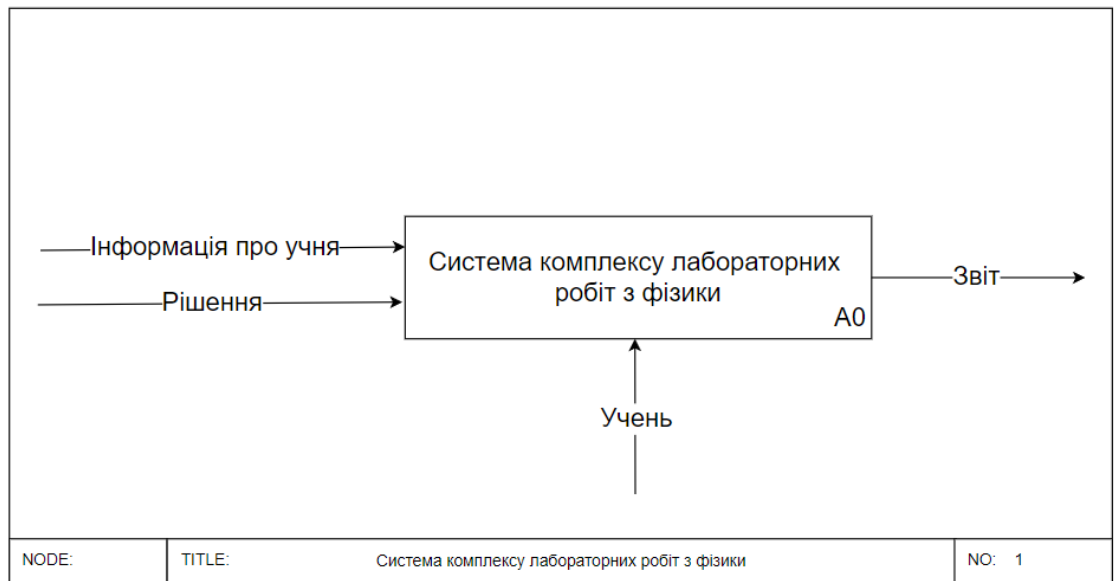 Інформація про учня
Рішення
Система комплексу лабораторних
робіт з фізики
A0
Звіт
Учень
NODE:
TITLE:
Система комплексу лабораторних робіт з фізики
NO: 1